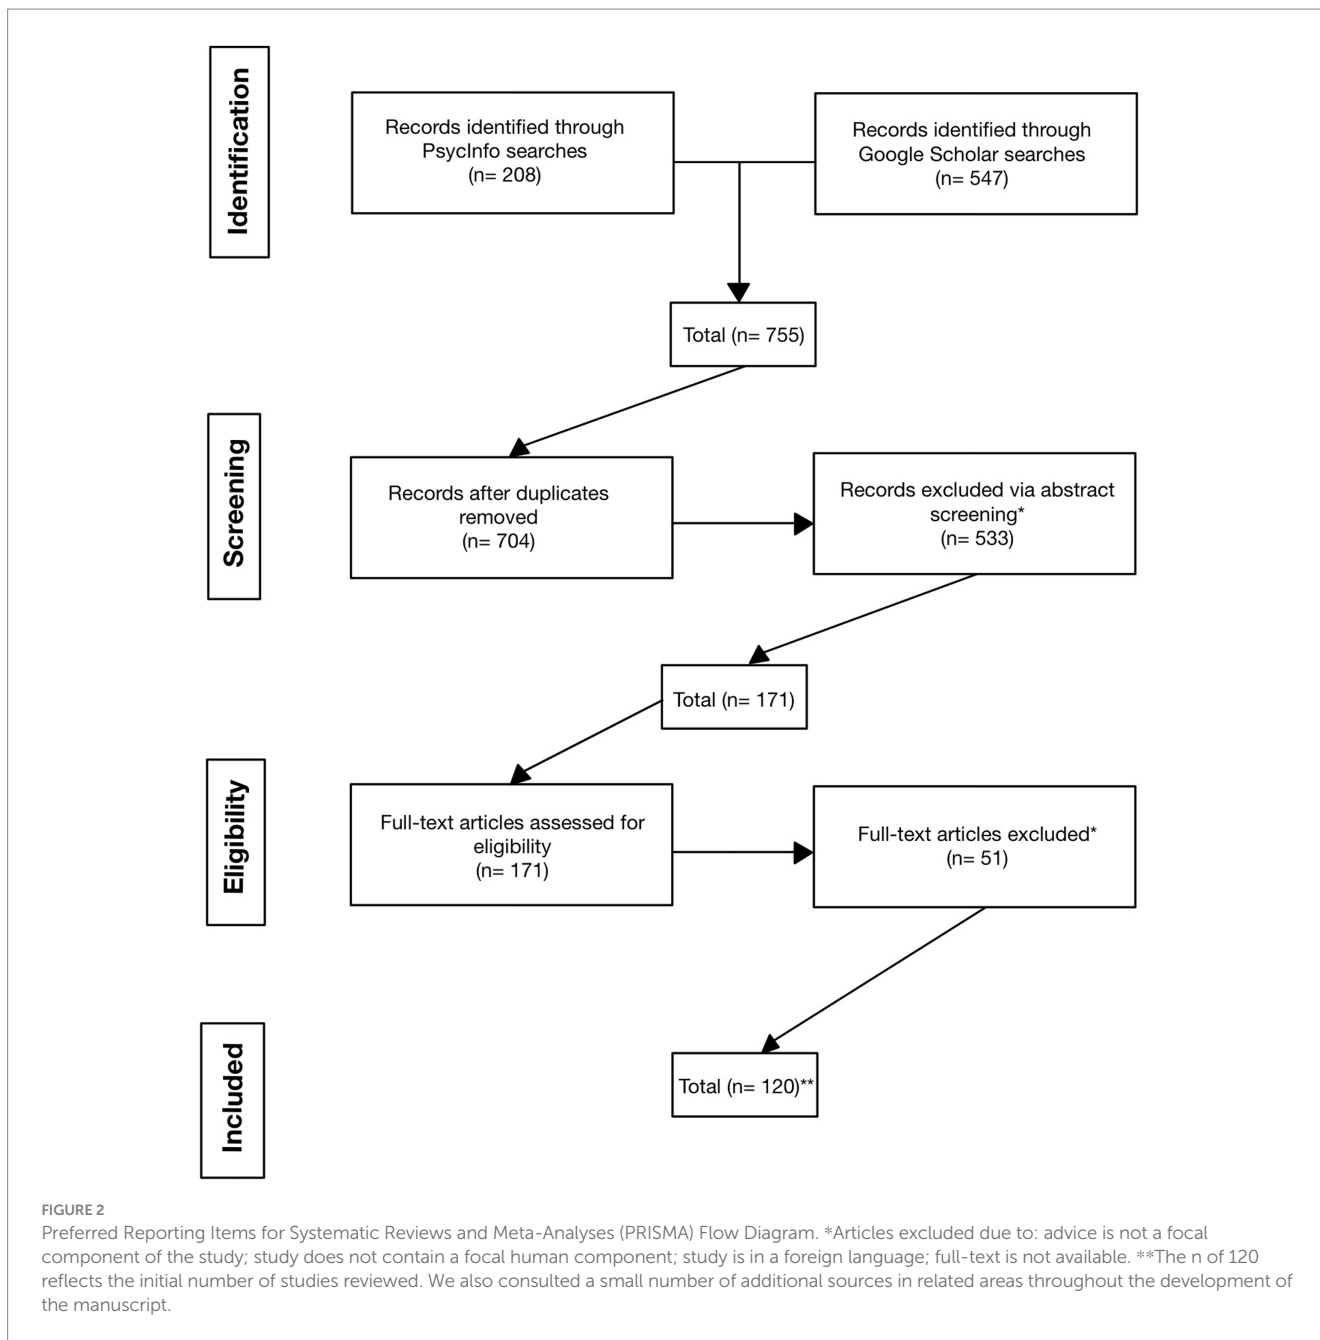 Identification
Records identified through
PsycInfo searches
(n= 208)
Records identified through
Google Scholar searches
(n= 547)
Total (n= 755)
Screening
Records after duplicates
removed
(n= 704)
Records excluded via abstract
screening*
(n= 533)
Total (n= 171)
Eligibility
Full-text articles assessed for
eligibility
(n= 171)
Full-text articles excluded*
(n= 51)
Included
Total (n= 120)**
FIGURE 2
Preferred Reporting Items for Systematic Reviews and Meta-Analyses (PRISMA) Flow Diagram. *Articles excluded due to: advice is not a focal
component of the study; study does not contain a focal human component; study is in a foreign language; full-text is not available. **The n of 120
reflects the initial number of studies reviewed. We also consulted a small number of additional sources in related areas throughout the development of
the manuscript.